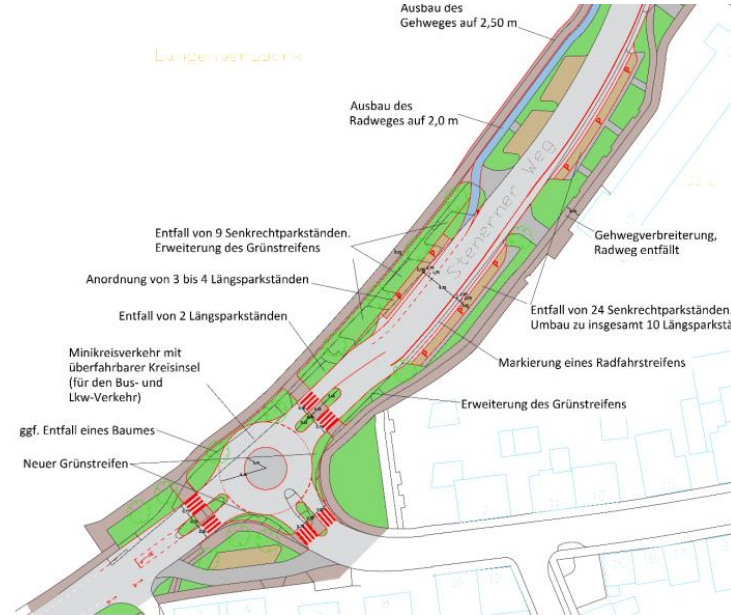 Ausbau des
Gehweges auf 2,50 m
Ausbau des
Radweges auf 2,0 m
Stenerner Weg
Entfall von 9 Senkrechtparkständen.
Erweiterung des Grünstreifens
Gehwegverbreiterung,
Radweg entfällt
Anordnung von 3 bis 4 Längsparkständen
Entfall von 24 Senkrechtparkständen.
Umbau zu insgesamt 10 Längsparkstä
Entfall von 2 Längsparkständen
Minikreisverkehr mit
überfahrbarer Kreisinsel
(für den Bus- und
Lkw-Verkehr)
Markierung eines Radfahrstreifens
Erweiterung des Grünstreifens
ggf. Entfall eines Baumes
Neuer Grünstreifen
P
P
P
P
P
P
P